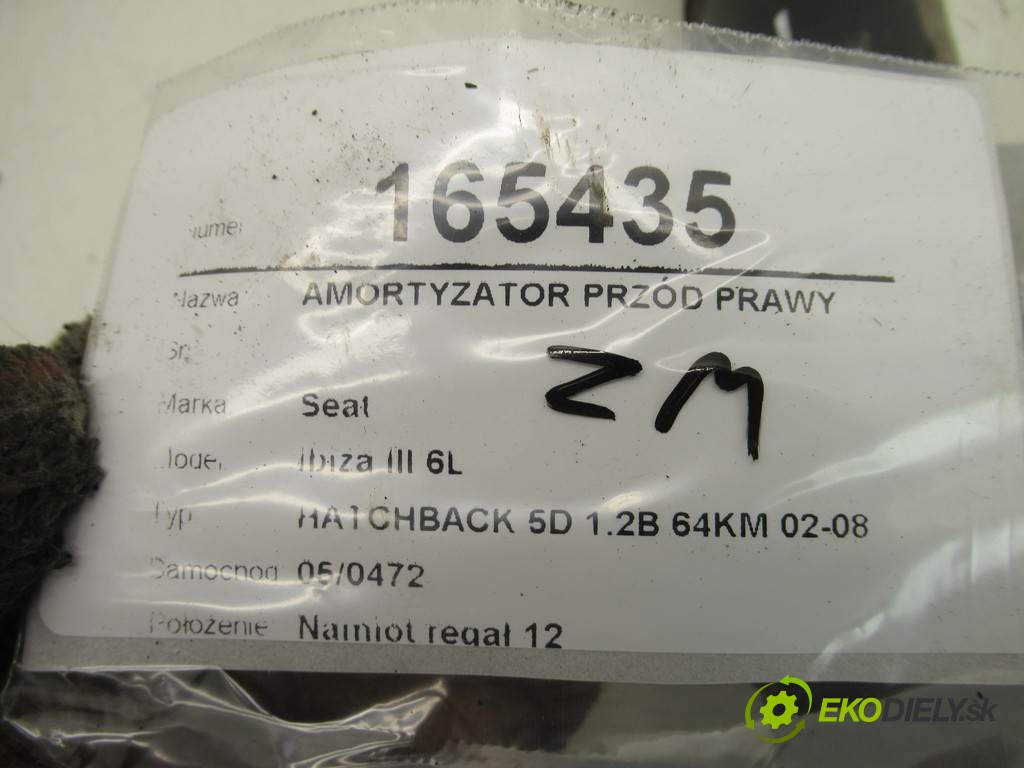 165435
Nazwa AMORTYZATOR PRZÓD PRAWY
ZM
Marka Seat
Model Ibiza III 6L
Typ HATCHBACK 5D 1.2B 64KM 02-08
Samochod 05/0472
Położenie Namiot regał 12
EKODIELY.sk